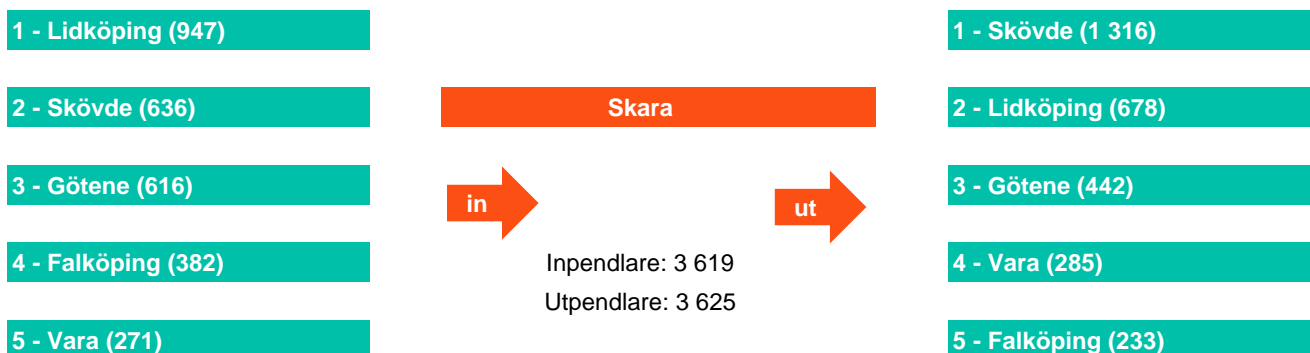 1 - Lidköping (947)
2 - Skövde (636)
3 - Götene (616)
4 - Falköping (382)
5 - Vara (271)
Skara
in
ut
Inpendlare: 3 619
Utpendlare: 3 625
1 - Skövde (1 316)
2 - Lidköping (678)
3 - Götene (442)
4 - Vara (285)
5 - Falköping (233)